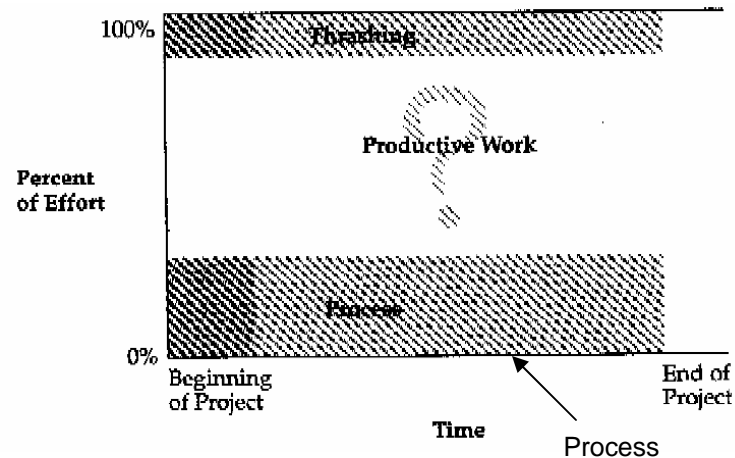 100%
Thrashing
Productive Work
Percent
of Effort
Process
0%
Beginning
of Project
End of
Project
Time
Process